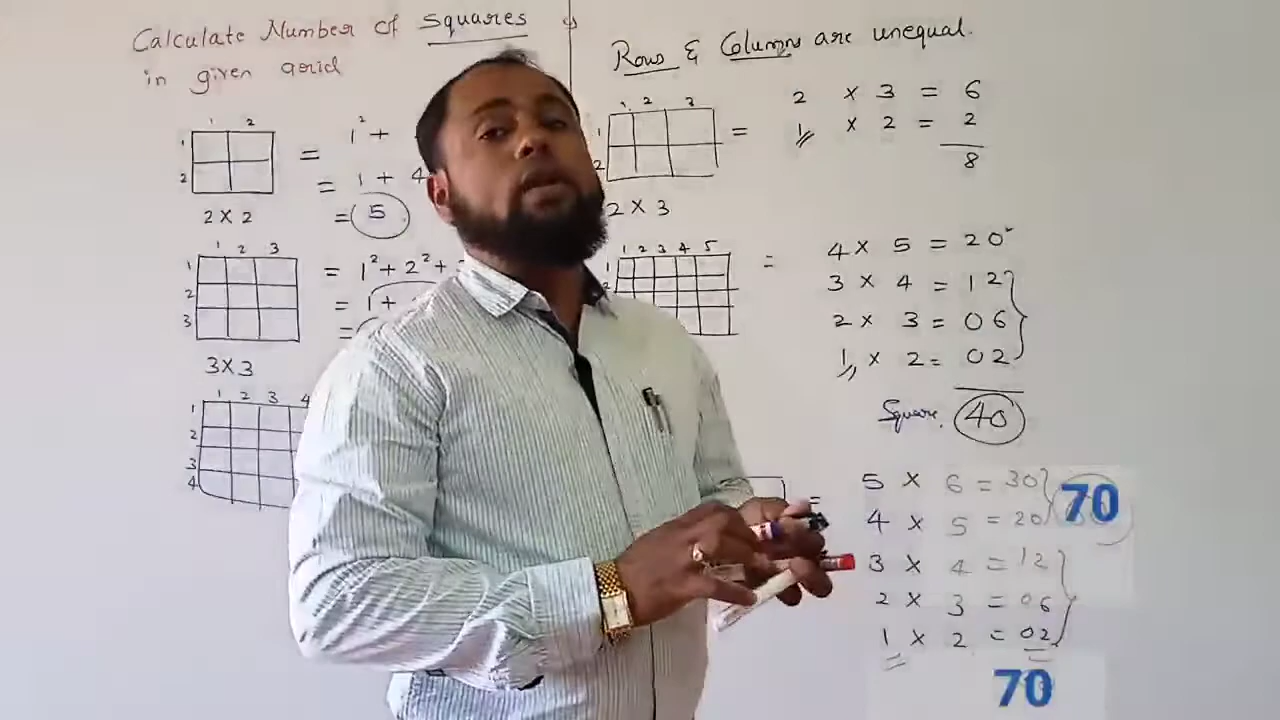 Calculate Number of Squares
in given grid
1 2
1
2
= 1² +
= 1 + 4
= 5
2 X 2
1 2 3
1
2
3
= 1² + 2² +
= 1 +
=
3 X 3
1 2 3 4
1
2
3
4
Rows & Columns are unequal.
1 2 3
1
2
=
2 X 3
2 X 3 = 6
1 X 2 = 2
8
1 2 3 4 5
1
=
4 X 5 = 20
3 X 4 = 12
2 X 3 = 06
1 X 2 = 02
Square. 40
=
5 X 6 = 30
4 X 5 = 20
70
3 X 4 = 12
2 X 3 = 06
1 X 2 = 02
70